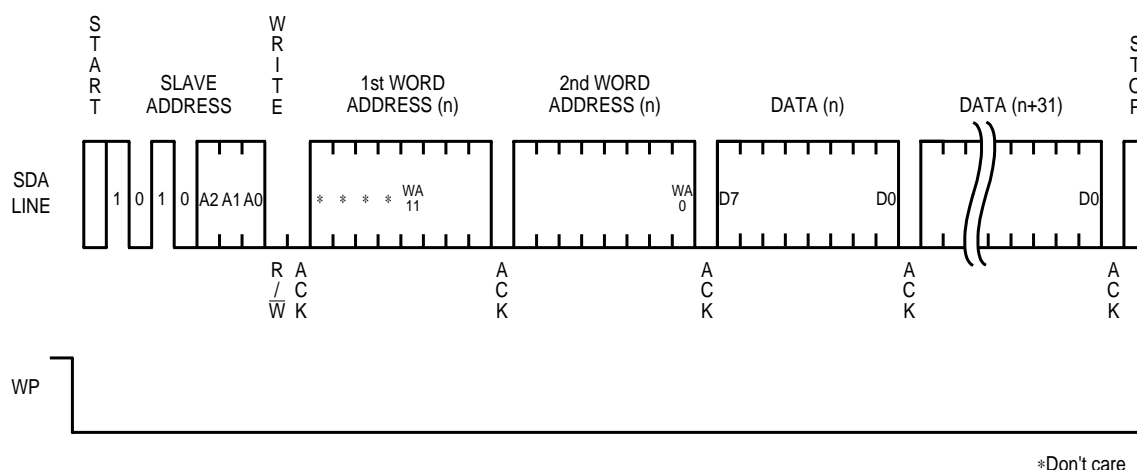 START
WRITE
STOP
SLAVE
ADDRESS
1st WORD
ADDRESS (n)
2nd WORD
ADDRESS (n)
DATA (n)
DATA (n+31)
SDA
LINE
1 0 1 0 A2 A1 A0
* * * * WA
11
WA
0
D7
D0
D0
R
/
W
ACK
ACK
ACK
ACK
ACK
WP
*Don't care